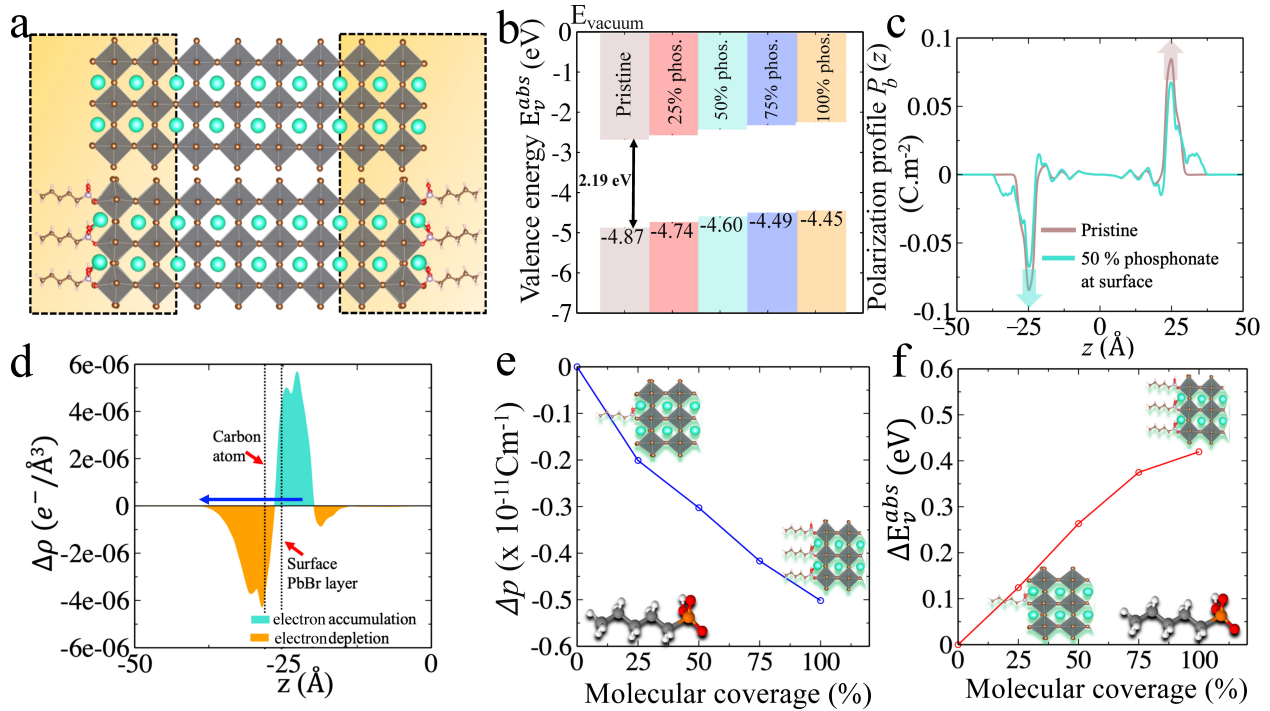 a
b
E_vacuum
Valence energy E_v^abs (eV)
0
-1
-2
-3
-4
-5
-6
-7
Pristine
25% phos.
50% phos.
75% phos.
100% phos.
2.19 eV
-4.87
-4.74
-4.60
-4.49
-4.45
c
Polarization profile P_b (z)
(C.m⁻²)
0.1
0.05
0
-0.05
-0.1
Pristine
50 % phosphonate
at surface
−50
−25
0
25
50
z (Å)
d
Δρ (e⁻/Å³)
6e-06
4e-06
2e-06
0
-2e-06
-4e-06
-6e-06
Carbon
atom
Surface
PbBr layer
electron accumulation
electron depletion
-50
-25
0
z (Å)
e
Δp (x 10⁻¹¹Cm⁻¹)
0
-0.1
-0.2
-0.3
-0.4
-0.5
-0.6
0
25
50
75
100
Molecular coverage (%)
f
ΔE_v^abs (eV)
0.6
0.5
0.4
0.3
0.2
0.1
0
0
25
50
75
100
Molecular coverage (%)